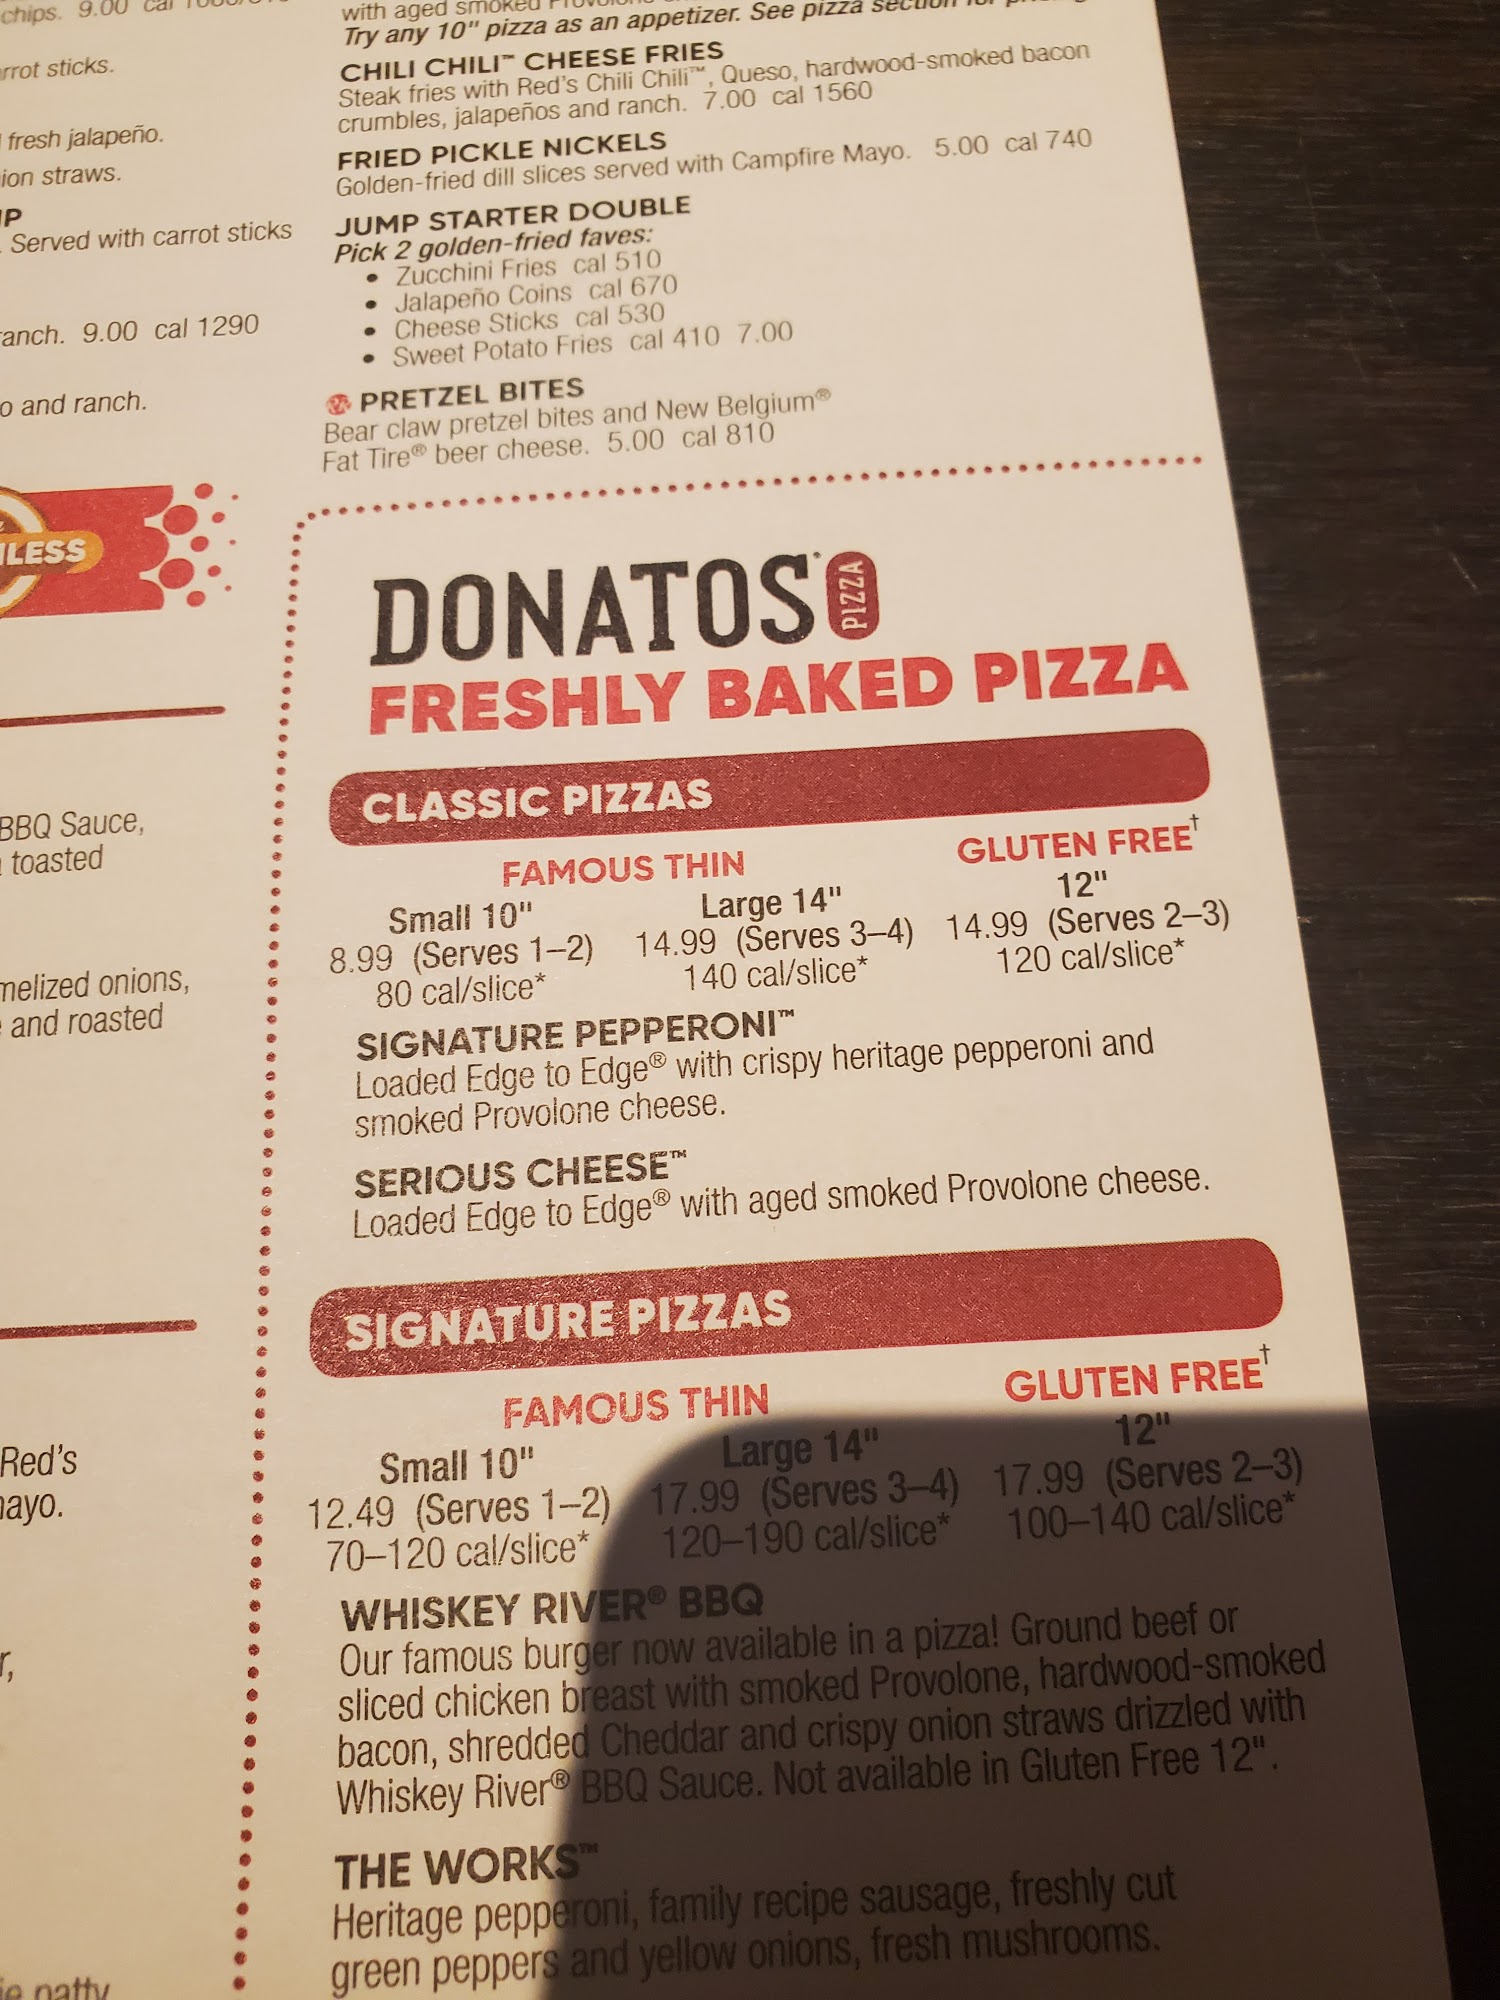 chips. 9.00 cal
rrot sticks.
fresh jalapeño.
ion straws.
IP
. Served with carrot sticks
ranch. 9.00 cal 1290
o and ranch.
LESS
BBQ Sauce,
toasted
melized onions,
and roasted
Red's
mayo.
r,
ie patty
with aged smoked
Try any 10" pizza as an appetizer. See pizza section for
CHILI CHILI™ CHEESE FRIES
Steak fries with Red's Chili Chili™, Queso, hardwood-smoked bacon
crumbles, jalapeños and ranch. 7.00 cal 1560
FRIED PICKLE NICKELS
Golden-fried dill slices served with Campfire Mayo. 5.00 cal 740
JUMP STARTER DOUBLE
Pick 2 golden-fried faves:
• Zucchini Fries cal 510
• Jalapeño Coins cal 670
• Cheese Sticks cal 530
• Sweet Potato Fries cal 410 7.00
PRETZEL BITES
Bear claw pretzel bites and New Belgium®
Fat Tire® beer cheese. 5.00 cal 810
DONATOS PIZZA
FRESHLY BAKED PIZZA
CLASSIC PIZZAS
FAMOUS THIN GLUTEN FREE†
Small 10" Large 14" 12"
8.99 (Serves 1–2) 14.99 (Serves 3–4) 14.99 (Serves 2–3)
80 cal/slice* 140 cal/slice* 120 cal/slice*
SIGNATURE PEPPERONI™
Loaded Edge to Edge® with crispy heritage pepperoni and
smoked Provolone cheese.
SERIOUS CHEESE™
Loaded Edge to Edge® with aged smoked Provolone cheese.
SIGNATURE PIZZAS
FAMOUS THIN GLUTEN FREE†
Small 10" Large 14" 12"
12.49 (Serves 1–2) 17.99 (Serves 3–4) 17.99 (Serves 2–3)
70–120 cal/slice* 120–190 cal/slice* 100–140 cal/slice*
WHISKEY RIVER® BBQ
Our famous burger now available in a pizza! Ground beef or
sliced chicken breast with smoked Provolone, hardwood-smoked
bacon, shredded Cheddar and crispy onion straws drizzled with
Whiskey River® BBQ Sauce. Not available in Gluten Free 12".
THE WORKS™
Heritage pepperoni, family recipe sausage, freshly cut
green peppers and yellow onions, fresh mushrooms.